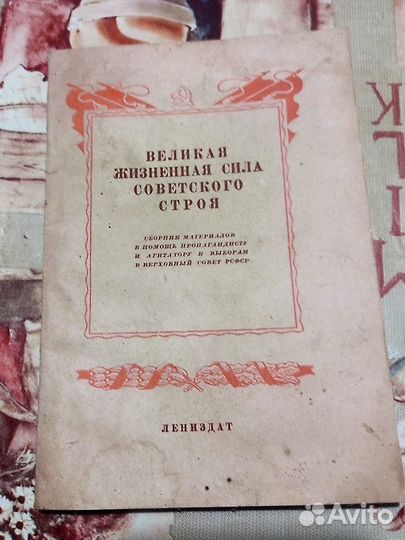 ВЕЛИКАЯ
ЖИЗНЕННАЯ СИЛА
СОВЕТСКОГО
СТРОЯ
СБОРНИК МАТЕРИАЛОВ
В ПОМОЩЬ ПРОПАГАНДИСТУ
И АГИТАТОРУ К ВЫБОРАМ
В ВЕРХОВНЫЙ СОВЕТ РСФСР
ЛЕНИЗДАТ
Avito